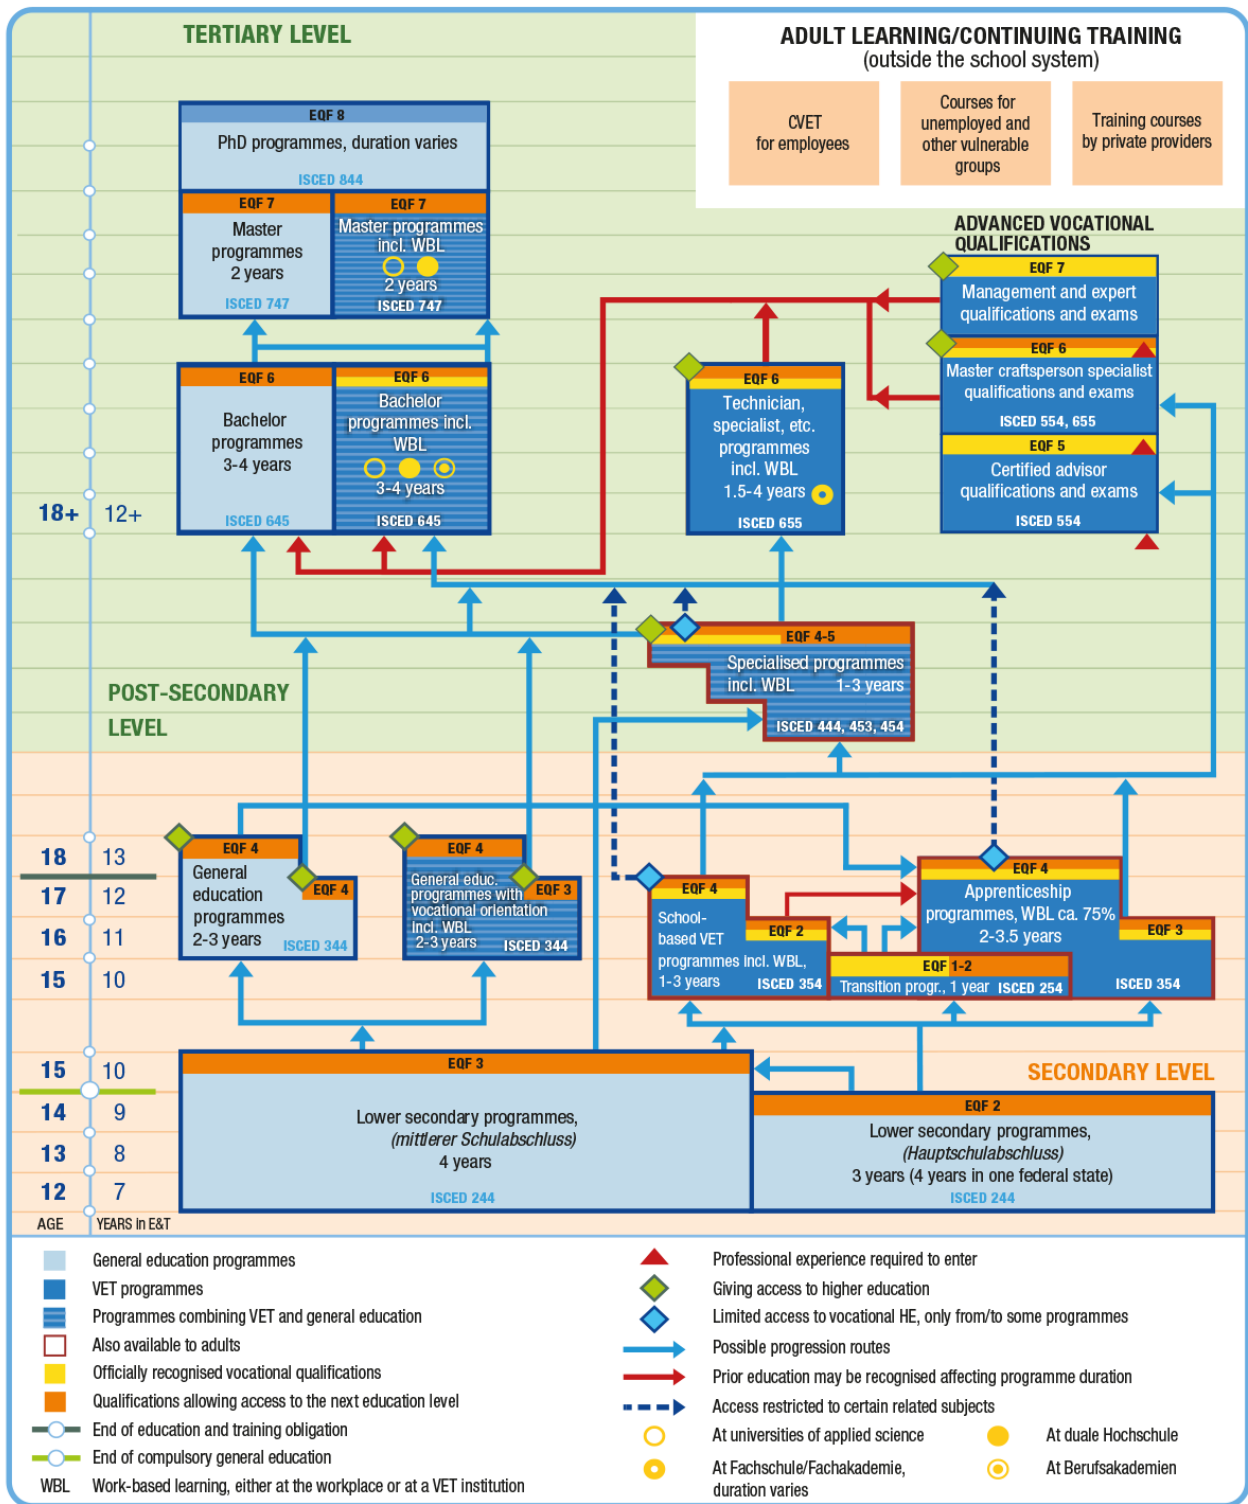 TERTIARY LEVEL
ADULT LEARNING/CONTINUING TRAINING
(outside the school system)
CVET
for employees
Courses for
unemployed and
other vulnerable
groups
Training courses
by private providers
EQF 8
PhD programmes, duration varies
ISCED 844
EQF 7
Master
programmes
2 years
ISCED 747
EQF 7
Master programmes
incl. WBL
2 years
ISCED 747
ADVANCED VOCATIONAL
QUALIFICATIONS
EQF 7
Management and expert
qualifications and exams
EQF 6
Master craftsperson specialist
qualifications and exams
ISCED 554, 655
EQF 5
Certified advisor
qualifications and exams
ISCED 554
EQF 6
Bachelor
programmes
3-4 years
ISCED 645
EQF 6
Bachelor
programmes incl.
WBL
3-4 years
ISCED 645
EQF 6
Technician,
specialist, etc.
programmes
incl. WBL
1.5-4 years
ISCED 655
18+ 12+
EQF 4-5
Specialised programmes
incl. WBL 1-3 years
ISCED 444, 453, 454
POST-SECONDARY
LEVEL
18 13
17 12
16 11
15 10
EQF 4
General
education
programmes
2-3 years
EQF 4
ISCED 344
EQF 4
General educ.
programmes with
vocational orientation
Incl. WBL
2-3 years
EQF 3
ISCED 344
EQF 4
School-
based VET
programmes incl. WBL,
1-3 years
EQF 2
ISCED 354
EQF 4
Apprenticeship
programmes, WBL ca. 75%
2-3.5 years
EQF 3
ISCED 354
EQF 1-2
Transition progr., 1 year ISCED 254
SECONDARY LEVEL
15 10
14 9
13 8
12 7
AGE YEARS in E&T
EQF 3
Lower secondary programmes,
(mittlerer Schulabschluss)
4 years
ISCED 244
EQF 2
Lower secondary programmes,
(Hauptschulabschluss)
3 years (4 years in one federal state)
ISCED 244
General education programmes
VET programmes
Programmes combining VET and general education
Also available to adults
Officially recognised vocational qualifications
Qualifications allowing access to the next education level
End of education and training obligation
End of compulsory general education
WBL Work-based learning, either at the workplace or at a VET institution
Professional experience required to enter
Giving access to higher education
Limited access to vocational HE, only from/to some programmes
Possible progression routes
Prior education may be recognised affecting programme duration
Access restricted to certain related subjects
At universities of applied science
At duale Hochschule
At Fachschule/Fachakademie,
duration varies
At Berufsakademien